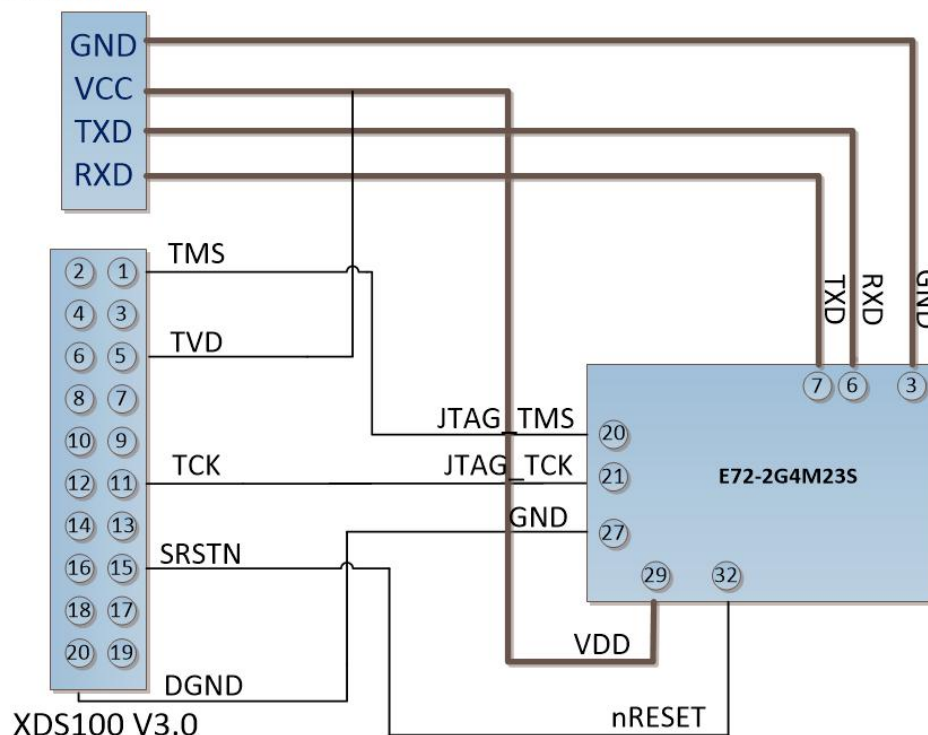 GND
VCC
TXD
RXD
TMS
2 1
4 3
TVD
6 5
8 7
10 9
TCK
12 11
14 13
SRSTN
16 15
18 17
20 19
DGND
XDS100 V3.0
TXD
RXD
GND
7 6 3
JTAG_TMS
20
JTAG_TCK
21
E72-2G4M23S
GND
27
29 32
VDD
nRESET